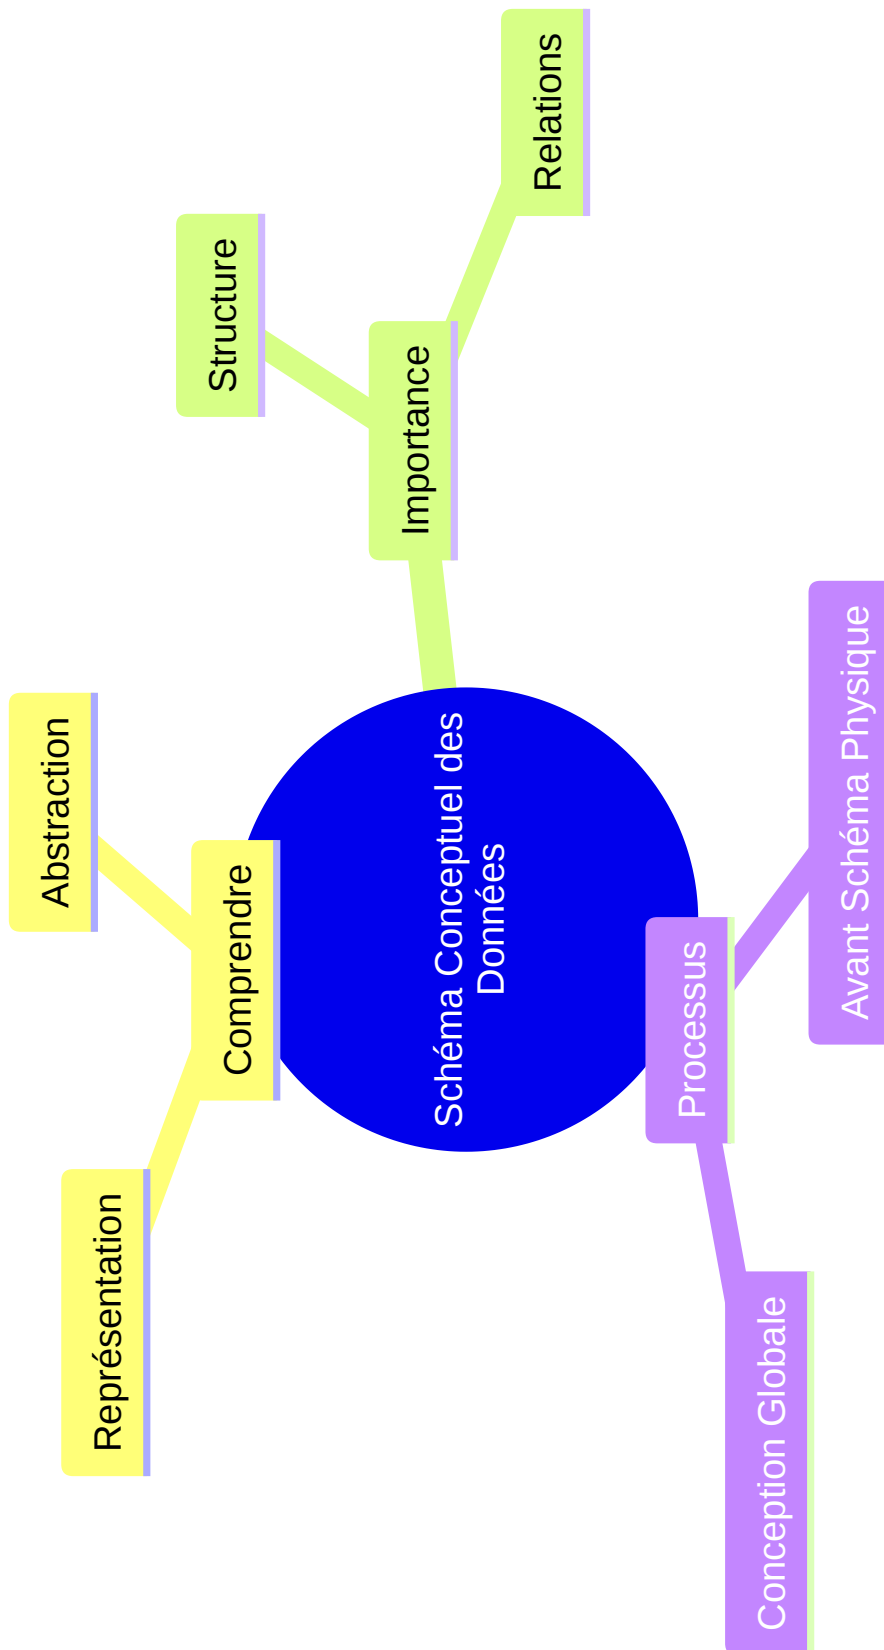 Schéma Conceptuel des
Données
Comprendre
Représentation
Abstraction
Importance
Structure
Relations
Processus
Conception Globale
Avant Schéma Physique